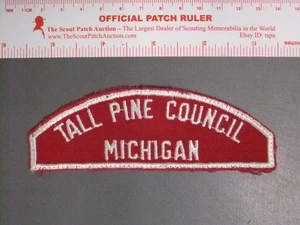 OFFICIAL PATCH RULER
The Scout Patch Auction – The Largest Dealer of Scouting Memorabilia in the World
www.TheScoutPatchAuction.com Ebay ID: tspa
TALL PINE COUNCIL
MICHIGAN